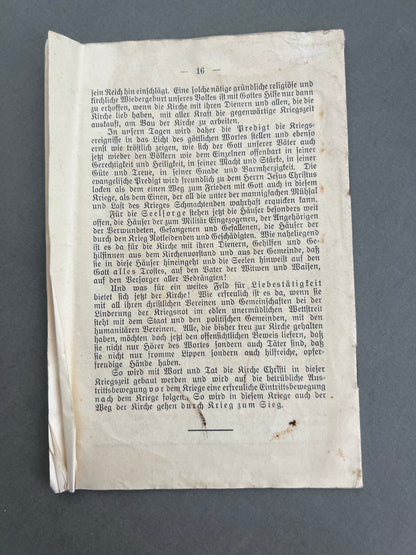 — 16 —
sein Reich hin einschlägt. Eine solche nötige gründliche religiöse und
kirchliche Wiedergeburt unseres Volkes ist mit Gottes Hilfe nur dann
zu erhoffen, wenn die Kirche mit ihren Dienern und allen, die die
Kirche lieb haben, mit aller Kraft die gegenwärtige Kriegszeit
auskauft, am Bau der Kirche zu arbeiten.
In unsern Tagen wird daher die Predigt die Kriegs-
ereignisse in das Licht des göttlichen Wortes stellen und ebenso
ernst wie tröstlich zeigen, wie sich der Gott unserer Väter auch
jetzt wieder den Völkern wie dem Einzelnen offenbart in seiner
Gerechtigkeit und Heiligkeit, in seiner Macht und Stärke, in seiner
Güte und Treue, in seiner Gnade und Barmherzigkeit. Die
evangelische Predigt wird freundlich zu dem Herrn Jesus Christus
locken als dem einen Weg zum Frieden mit Gott auch in diesem
Kriege, als dem Einen, der all die unter der mannigfachen Mühsal
und Last des Krieges Schmachtenden wahrhaft erquicken kann.
Für die Seelsorge stehen jetzt die Häuser besonders weit
offen, die Häuser der zum Militär Eingezogenen, der Angehörigen
der Verwundeten, Gefangenen und Gefallenen, die Häuser der
durch den Krieg Notleidenden und Geschädigten. Wie naheliegend
ist es da für die Kirche mit ihren Dienern, Gehilfen und Ge-
hilfinnen aus dem Kirchenvorstand und aus der Gemeinde, daß
sie in diese Häuser hineingeht und die Seelen hinweist auf den
Gott alles Trostes, auf den Vater der Witwen und Waisen,
auf den Versorger aller Bedrängten!
Und was für ein weites Feld für Liebestätigkeit
bietet sich jetzt der Kirche! Wie erfreulich ist es da, wenn sie
mit all ihren christlichen Vereinen und Gemeinschaften bei der
Linderung der Kriegsnot im edlen unermüdlichen Wettstreit
steht mit dem Staat und den politischen Gemeinden, mit den
humanitären Vereinen. Alle, die bisher treu zur Kirche gehalten
haben, möchten doch jetzt den offensichtlichen Beweis liefern, daß
sie nicht nur Hörer des Wortes sondern auch Täter sind, daß
sie nicht nur fromme Lippen sondern auch hilfreiche, opfer-
freudige Hände haben.
So wird mit Wort und Tat die Kirche Christi in dieser
Kriegszeit gebaut werden und wird auf die betrübliche Aus-
trittsbewegung vor dem Kriege eine erfreuliche Eintrittsbewegung
nach dem Kriege folgen. So wird in diesem Kriege auch der
Weg der Kirche gehen durch Krieg zum Sieg.